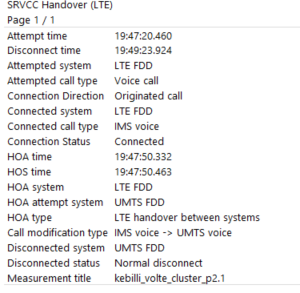 SRVCC Handover (LTE)
Page 1 / 1
Attempt time 19:47:20.460
Disconnect time 19:49:23.924
Attempted system LTE FDD
Attempted call type Voice call
Connection Direction Originated call
Connected system LTE FDD
Connected call type IMS voice
Connection Status Connected
HOA time 19:47:50.332
HOS time 19:47:50.463
HOA system LTE FDD
HOA attempt system UMTS FDD
HOA type LTE handover between systems
Call modification type IMS voice -> UMTS voice
Disconnected system UMTS FDD
Disconnected status Normal disconnect
Measurement title kebilli_volte_cluster_p2.1